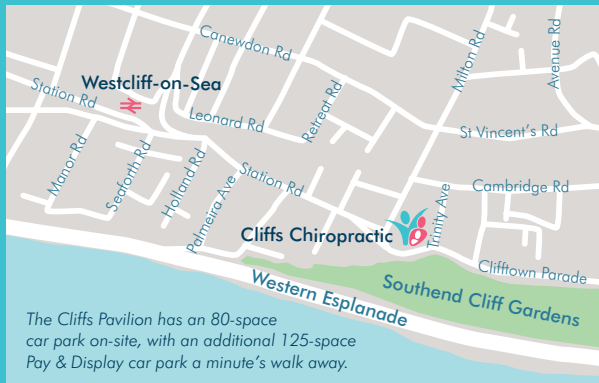 Canewdon Rd
Milton Rd
Avenue Rd
Westcliff-on-Sea
Station Rd
Leonard Rd
Retreat Rd
St Vincent's Rd
Manor Rd
Seaforth Rd
Holland Rd
Palmeira Ave
Station Rd
Cambridge Rd
Trinity Ave
Cliffs Chiropractic
Clifftown Parade
Western Esplanade
Southend Cliff Gardens
The Cliffs Pavilion has an 80-space
car park on-site, with an additional 125-space
Pay & Display car park a minute's walk away.